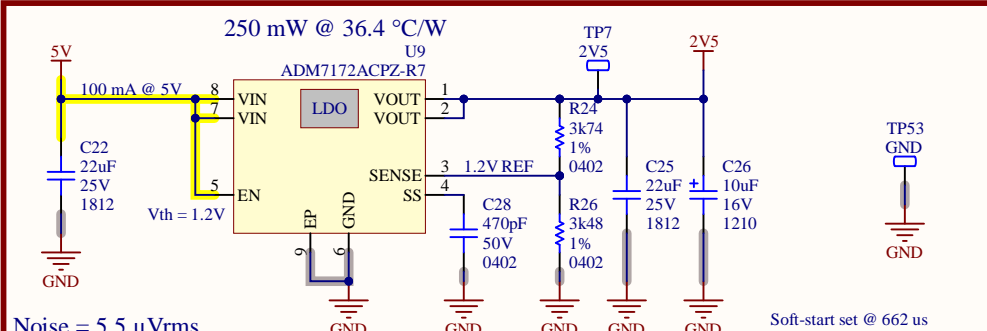 250 mW @ 36.4 °C/W
TP7
5V
U9
2V5
2V5
ADM7172ACPZ-R7
100 mA @ 5V
8
VIN
LDO
VOUT
1
7
VIN
VOUT
2
R24
3k74
1%
0402
TP53
GND
C22
22uF
25V
1812
SENSE
3
1.2V REF
C25
22uF
25V
1812
C26
+
10uF
16V
1210
5
EN
SS
4
Vth = 1.2V
EP
GND
C28
470pF
50V
0402
R26
3k48
1%
0402
9
6
GND
GND
GND
GND
GND
GND
GND
Noise = 5.5 µVrms
Soft-start set @ 662 us